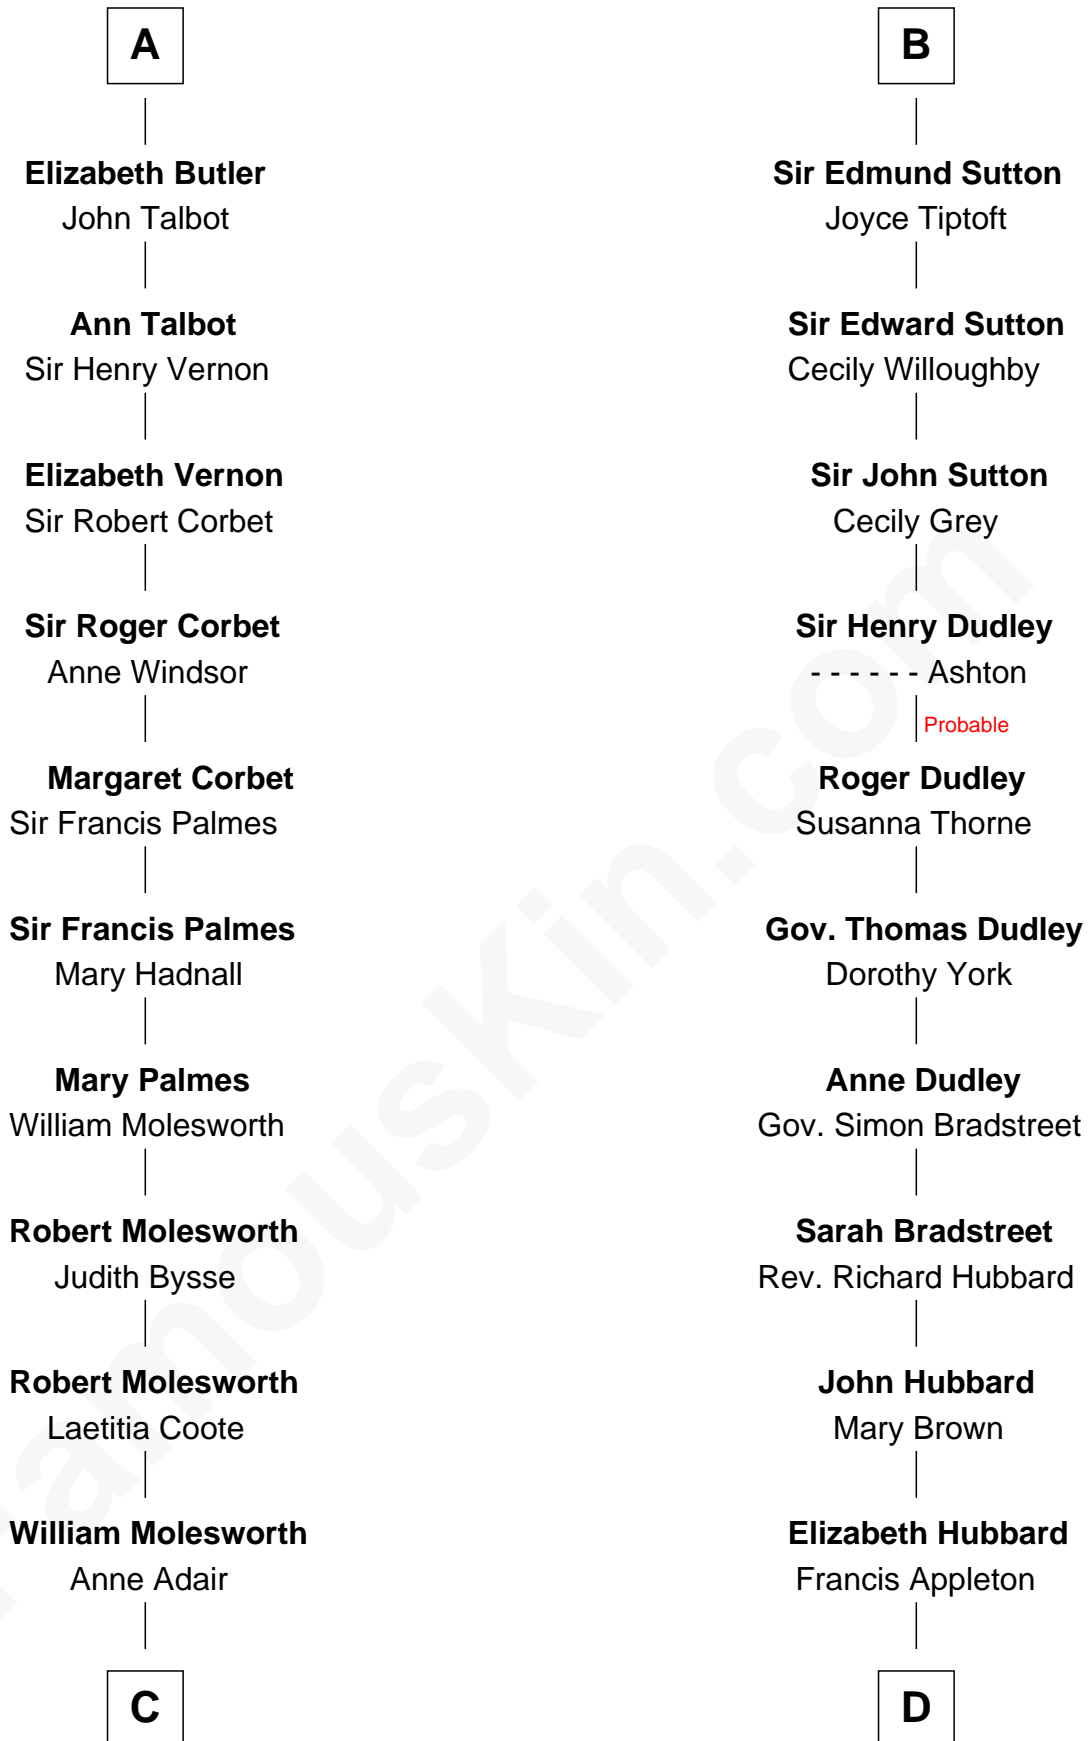 A
Elizabeth Butler
John Talbot
Ann Talbot
Sir Henry Vernon
Elizabeth Vernon
Sir Robert Corbet
Sir Roger Corbet
Anne Windsor
Margaret Corbet
Sir Francis Palmes
Sir Francis Palmes
Mary Hadnall
Mary Palmes
William Molesworth
Robert Molesworth
Judith Bysse
Robert Molesworth
Laetitia Coote
William Molesworth
Anne Adair
C
B
Sir Edmund Sutton
Joyce Tiptoft
Sir Edward Sutton
Cecily Willoughby
Sir John Sutton
Cecily Grey
Sir Henry Dudley
- - - - - - Ashton
Probable
Roger Dudley
Susanna Thorne
Gov. Thomas Dudley
Dorothy York
Anne Dudley
Gov. Simon Bradstreet
Sarah Bradstreet
Rev. Richard Hubbard
John Hubbard
Mary Brown
Elizabeth Hubbard
Francis Appleton
D
FamousKin.com